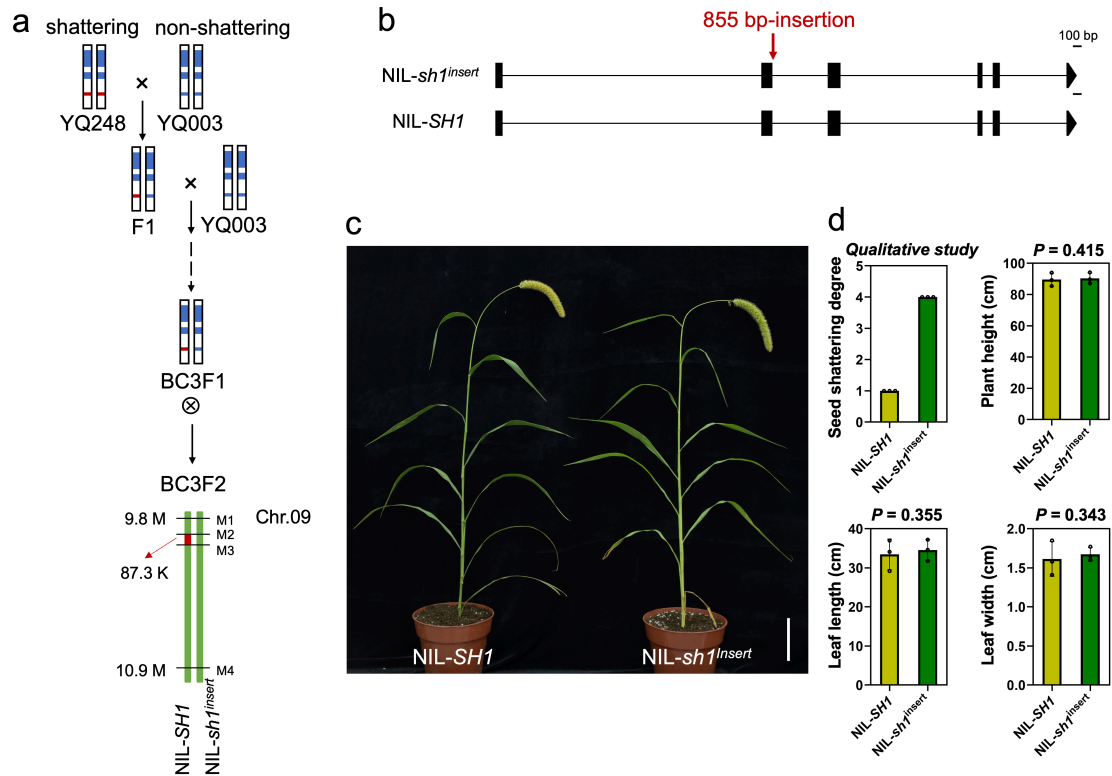 a
shattering non-shattering
×
YQ248 YQ003
×
F1 YQ003
BC3F1
⊗
BC3F2
9.8 M M1 Chr.09
M2
M3
87.3 K
10.9 M M4
NIL-SH1
NIL-sh1insert
b
855 bp-insertion
100 bp
NIL-sh1insert
NIL-SH1
c
NIL-SH1 NIL-sh1Insert
d
Qualitative study
Seed shattering degree
5
4
3
2
1
0
NIL-SH1
NIL-sh1insert
P = 0.415
Plant height (cm)
100
80
60
40
20
0
NIL-SH1
NIL-sh1insert
P = 0.355
Leaf length (cm)
40
30
20
10
0
NIL-SH1
NIL-sh1insert
P = 0.343
Leaf width (cm)
2.0
1.5
1.0
0.5
0.0
NIL-SH1
NIL-sh1insert